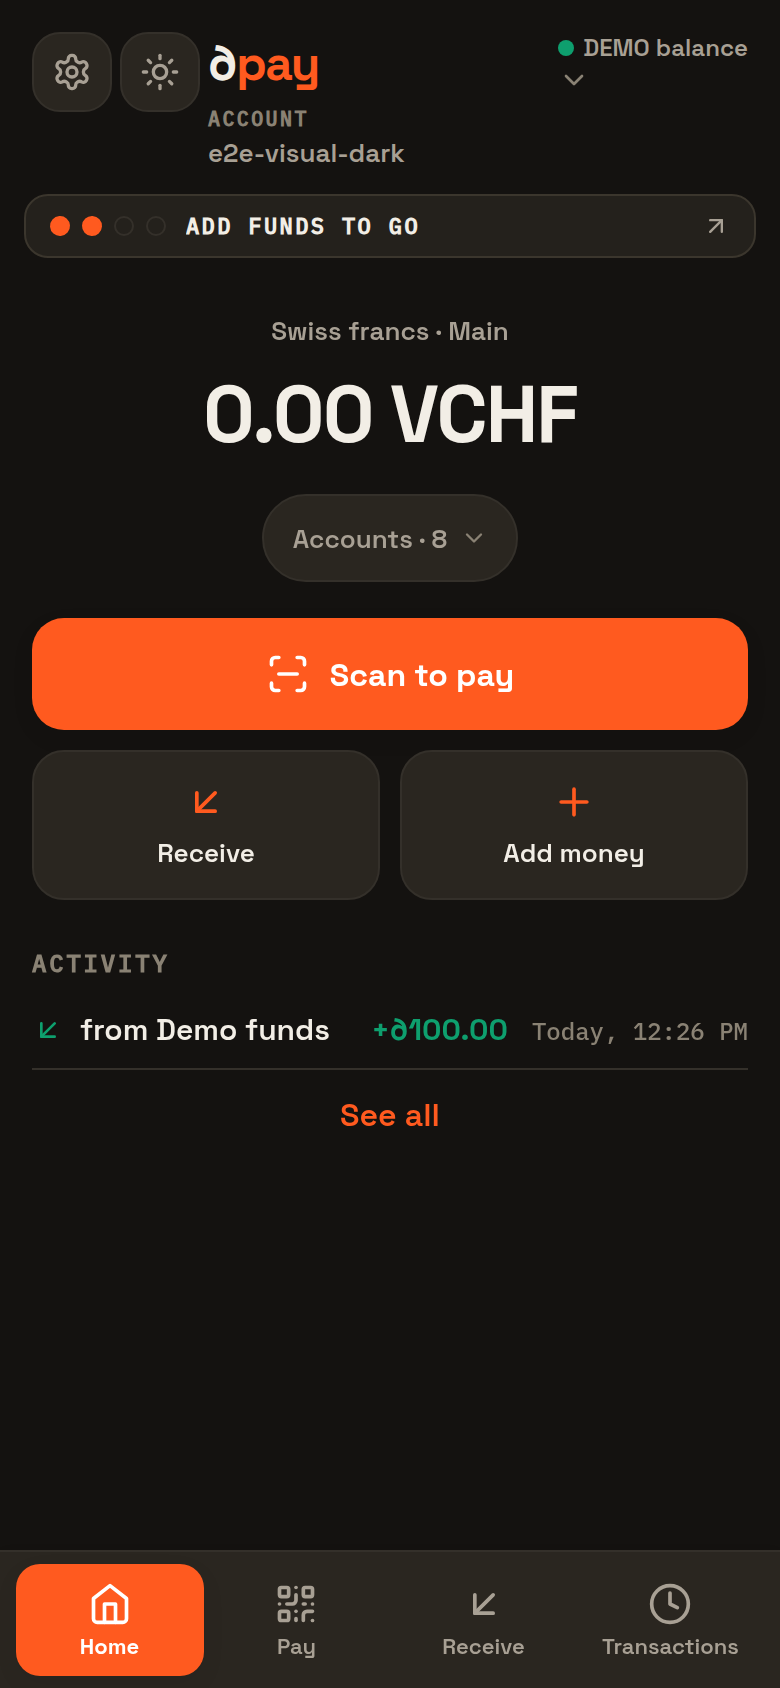 ∂pay
DEMO balance
ACCOUNT
e2e-visual-dark
ADD FUNDS TO GO
Swiss francs · Main
0.00 VCHF
Accounts · 8
Scan to pay
Receive
Add money
ACTIVITY
from Demo funds +∂100.00 Today, 12:26 PM
See all
Home
Pay
Receive
Transactions